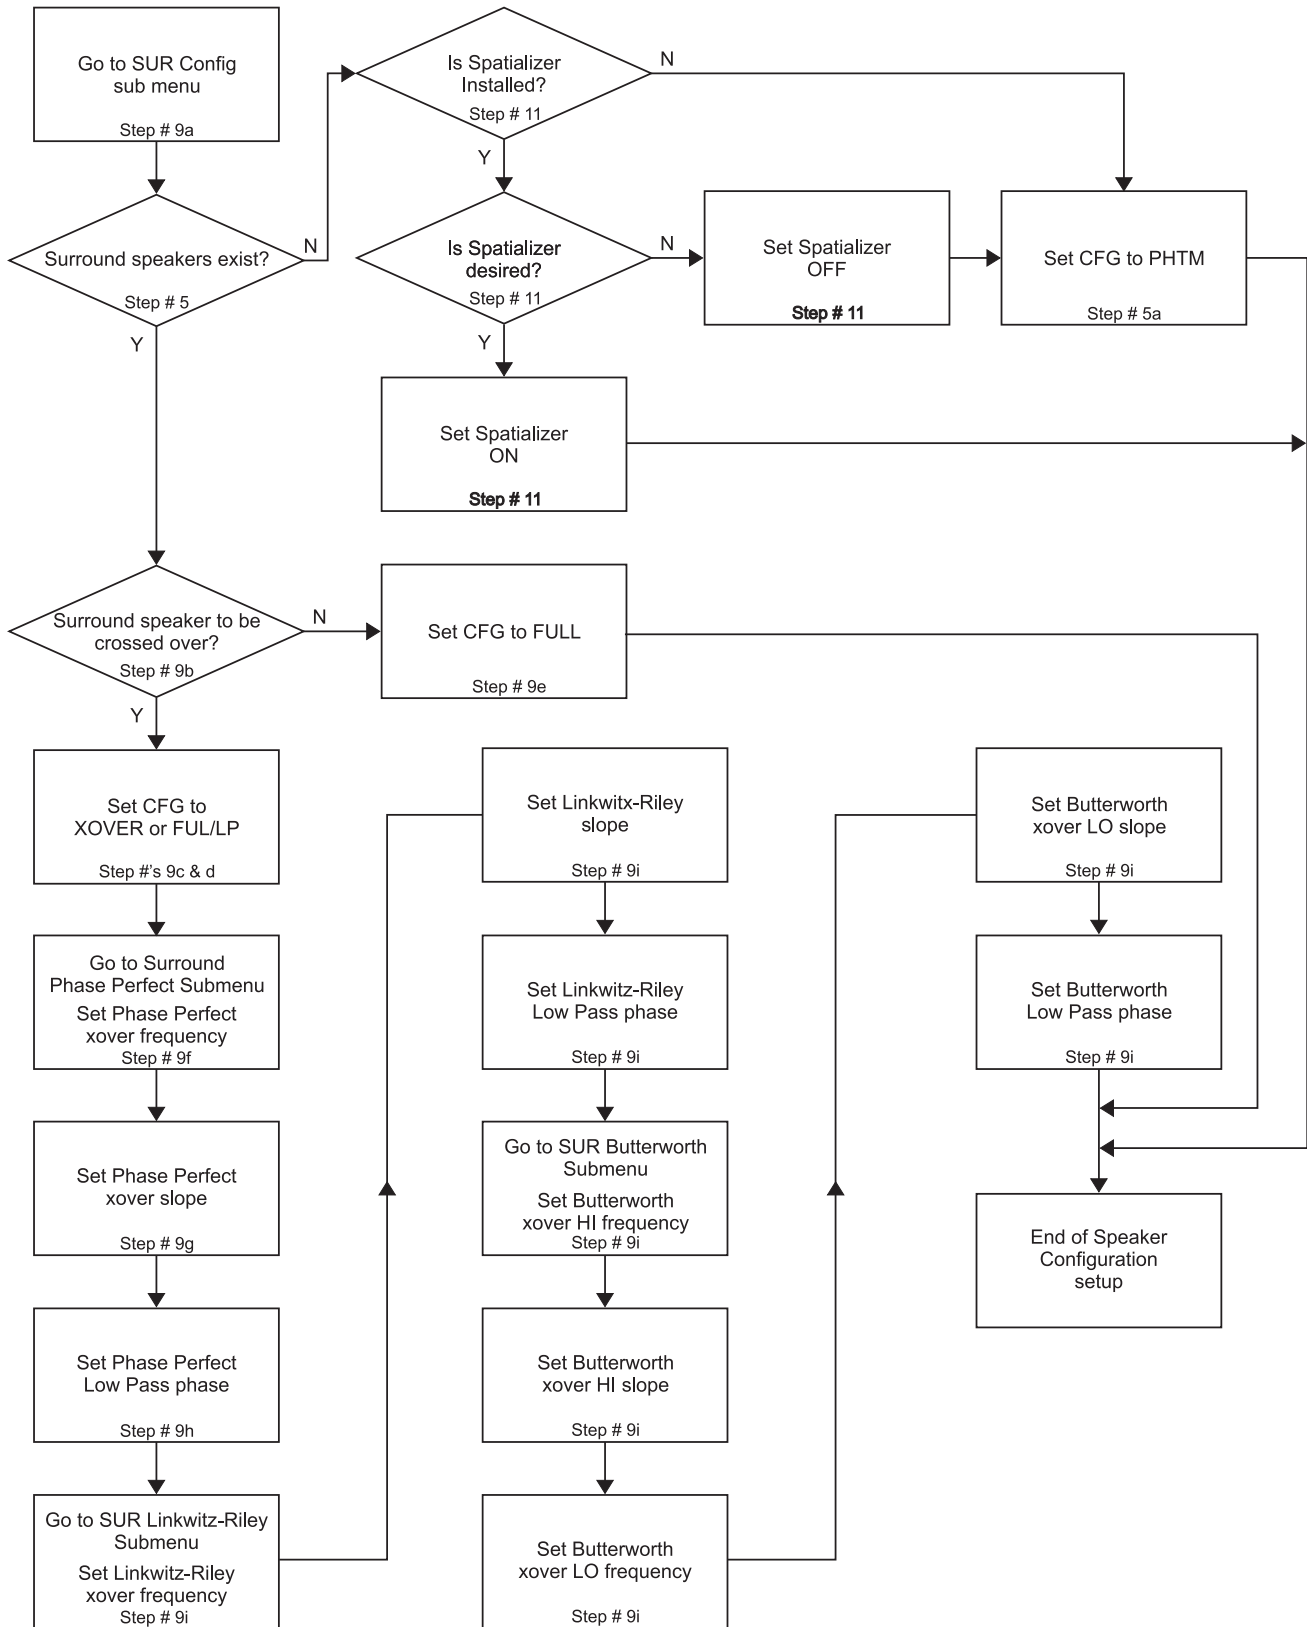 Go to SUR Config
sub menu
Step # 9a
Surround speakers exist?
Step # 5
N
Y
Is Spatializer
Installed?
Step # 11
N
Y
Is Spatializer
desired?
Step # 11
N
Y
Set Spatializer
OFF
Step # 11
Set CFG to PHTM
Step # 5a
Set Spatializer
ON
Step # 11
Surround speaker to be
crossed over?
Step # 9b
N
Y
Set CFG to FULL
Step # 9e
Set CFG to
XOVER or FUL/LP
Step #'s 9c & d
Go to Surround
Phase Perfect Submenu
Set Phase Perfect
xover frequency
Step # 9f
Set Phase Perfect
xover slope
Step # 9g
Set Phase Perfect
Low Pass phase
Step # 9h
Go to SUR Linkwitz-Riley
Submenu
Set Linkwitz-Riley
xover frequency
Step # 9i
Set Linkwitx-Riley
slope
Step # 9i
Set Linkwitz-Riley
Low Pass phase
Step # 9i
Go to SUR Butterworth
Submenu
Set Butterworth
xover HI frequency
Step # 9i
Set Butterworth
xover HI slope
Step # 9i
Set Butterworth
xover LO frequency
Step # 9i
Set Butterworth
xover LO slope
Step # 9i
Set Butterworth
Low Pass phase
Step # 9i
End of Speaker
Configuration
setup